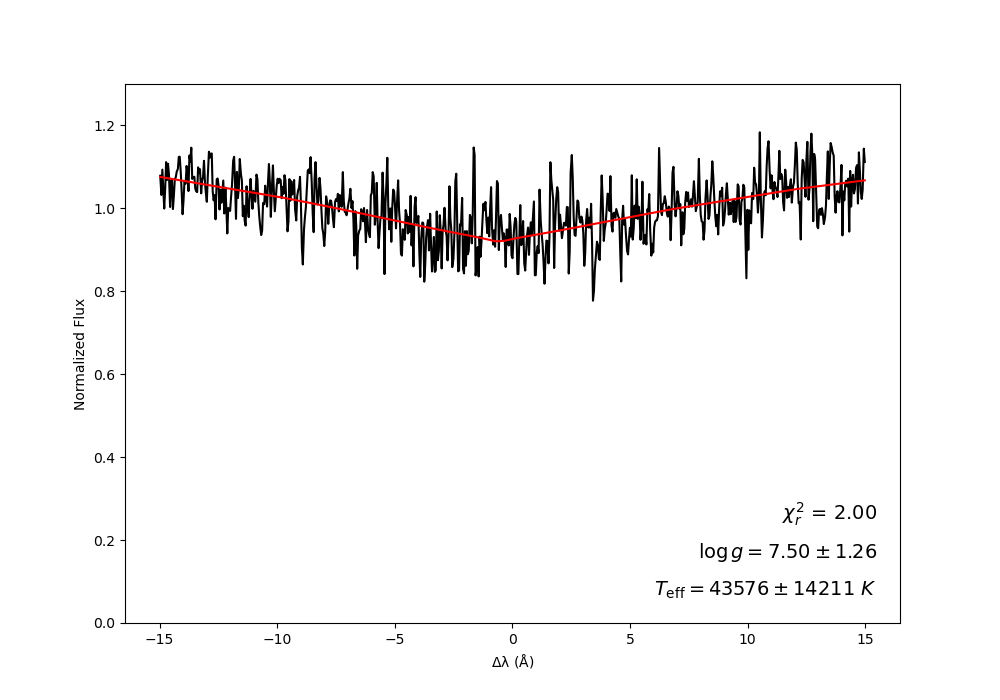 1.2
1.0
0.8
0.6
0.4
0.2
0.0
Normalized Flux
χ²ᵣ = 2.00
log g = 7.50 ± 1.26
T_eff = 43576 ± 14211 K
−15 −10 −5 0 5 10 15
Δλ (Å)